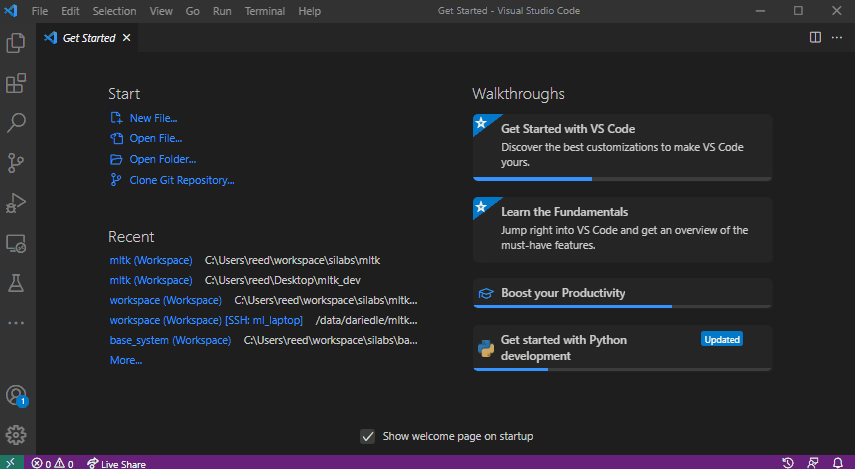 File Edit Selection View Go Run Terminal Help Get Started - Visual Studio Code
Get Started
Start
New File...
Open File...
Open Folder...
Clone Git Repository...
Recent
mltk (Workspace) C:\Users\reed\workspace\silabs\mltk
mltk (Workspace) C:\Users\reed\Desktop\mltk_dev
workspace (Workspace) C:\Users\reed\workspace\silabs\mltk...
workspace (Workspace) [SSH: ml_laptop] /data/dariedle/mltk...
base_system (Workspace) C:\Users\reed\workspace\silabs\ba...
More...
Walkthroughs
Get Started with VS Code
Discover the best customizations to make VS Code
yours.
Learn the Fundamentals
Jump right into VS Code and get an overview of the
must-have features.
Boost your Productivity
Get started with Python
development
Updated
Show welcome page on startup
1
0 0 Live Share